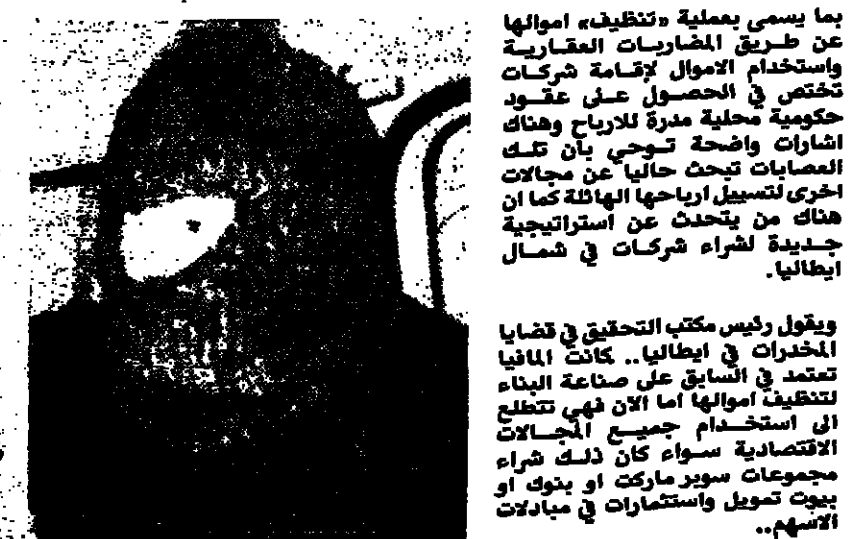 بما يسمى بعملية «تنظيف» اموالها
عن طريق المضاربات العقارية
واستخدام الاموال لإقامة شركات
تختص في الحصول على عقود
حكومية محلية مدرة للارباح وهناك
اشارات واضحة توحي بأن تلك
العصابات تبحث حاليا عن مجالات
اخرى لتسييل ارباحها الهائلة كما ان
هناك من يتحدث عن استراتيجية
جديدة لشراء شركات في شمال
ايطاليا.
ويقول رئيس مكتب التحقيق في قضايا
المخدرات في ايطاليا.. كانت المافيا
تعتمد في السابق على صناعة البناء
لتنظيف اموالها اما الآن فهي تتطلع
الى استخدام جميع المجالات
الاقتصادية سواء كان ذلك شراء
مجموعات سوبر ماركت او بنوك او
بيوت تمويل واستثمارات في مبادلات
الاسهم..